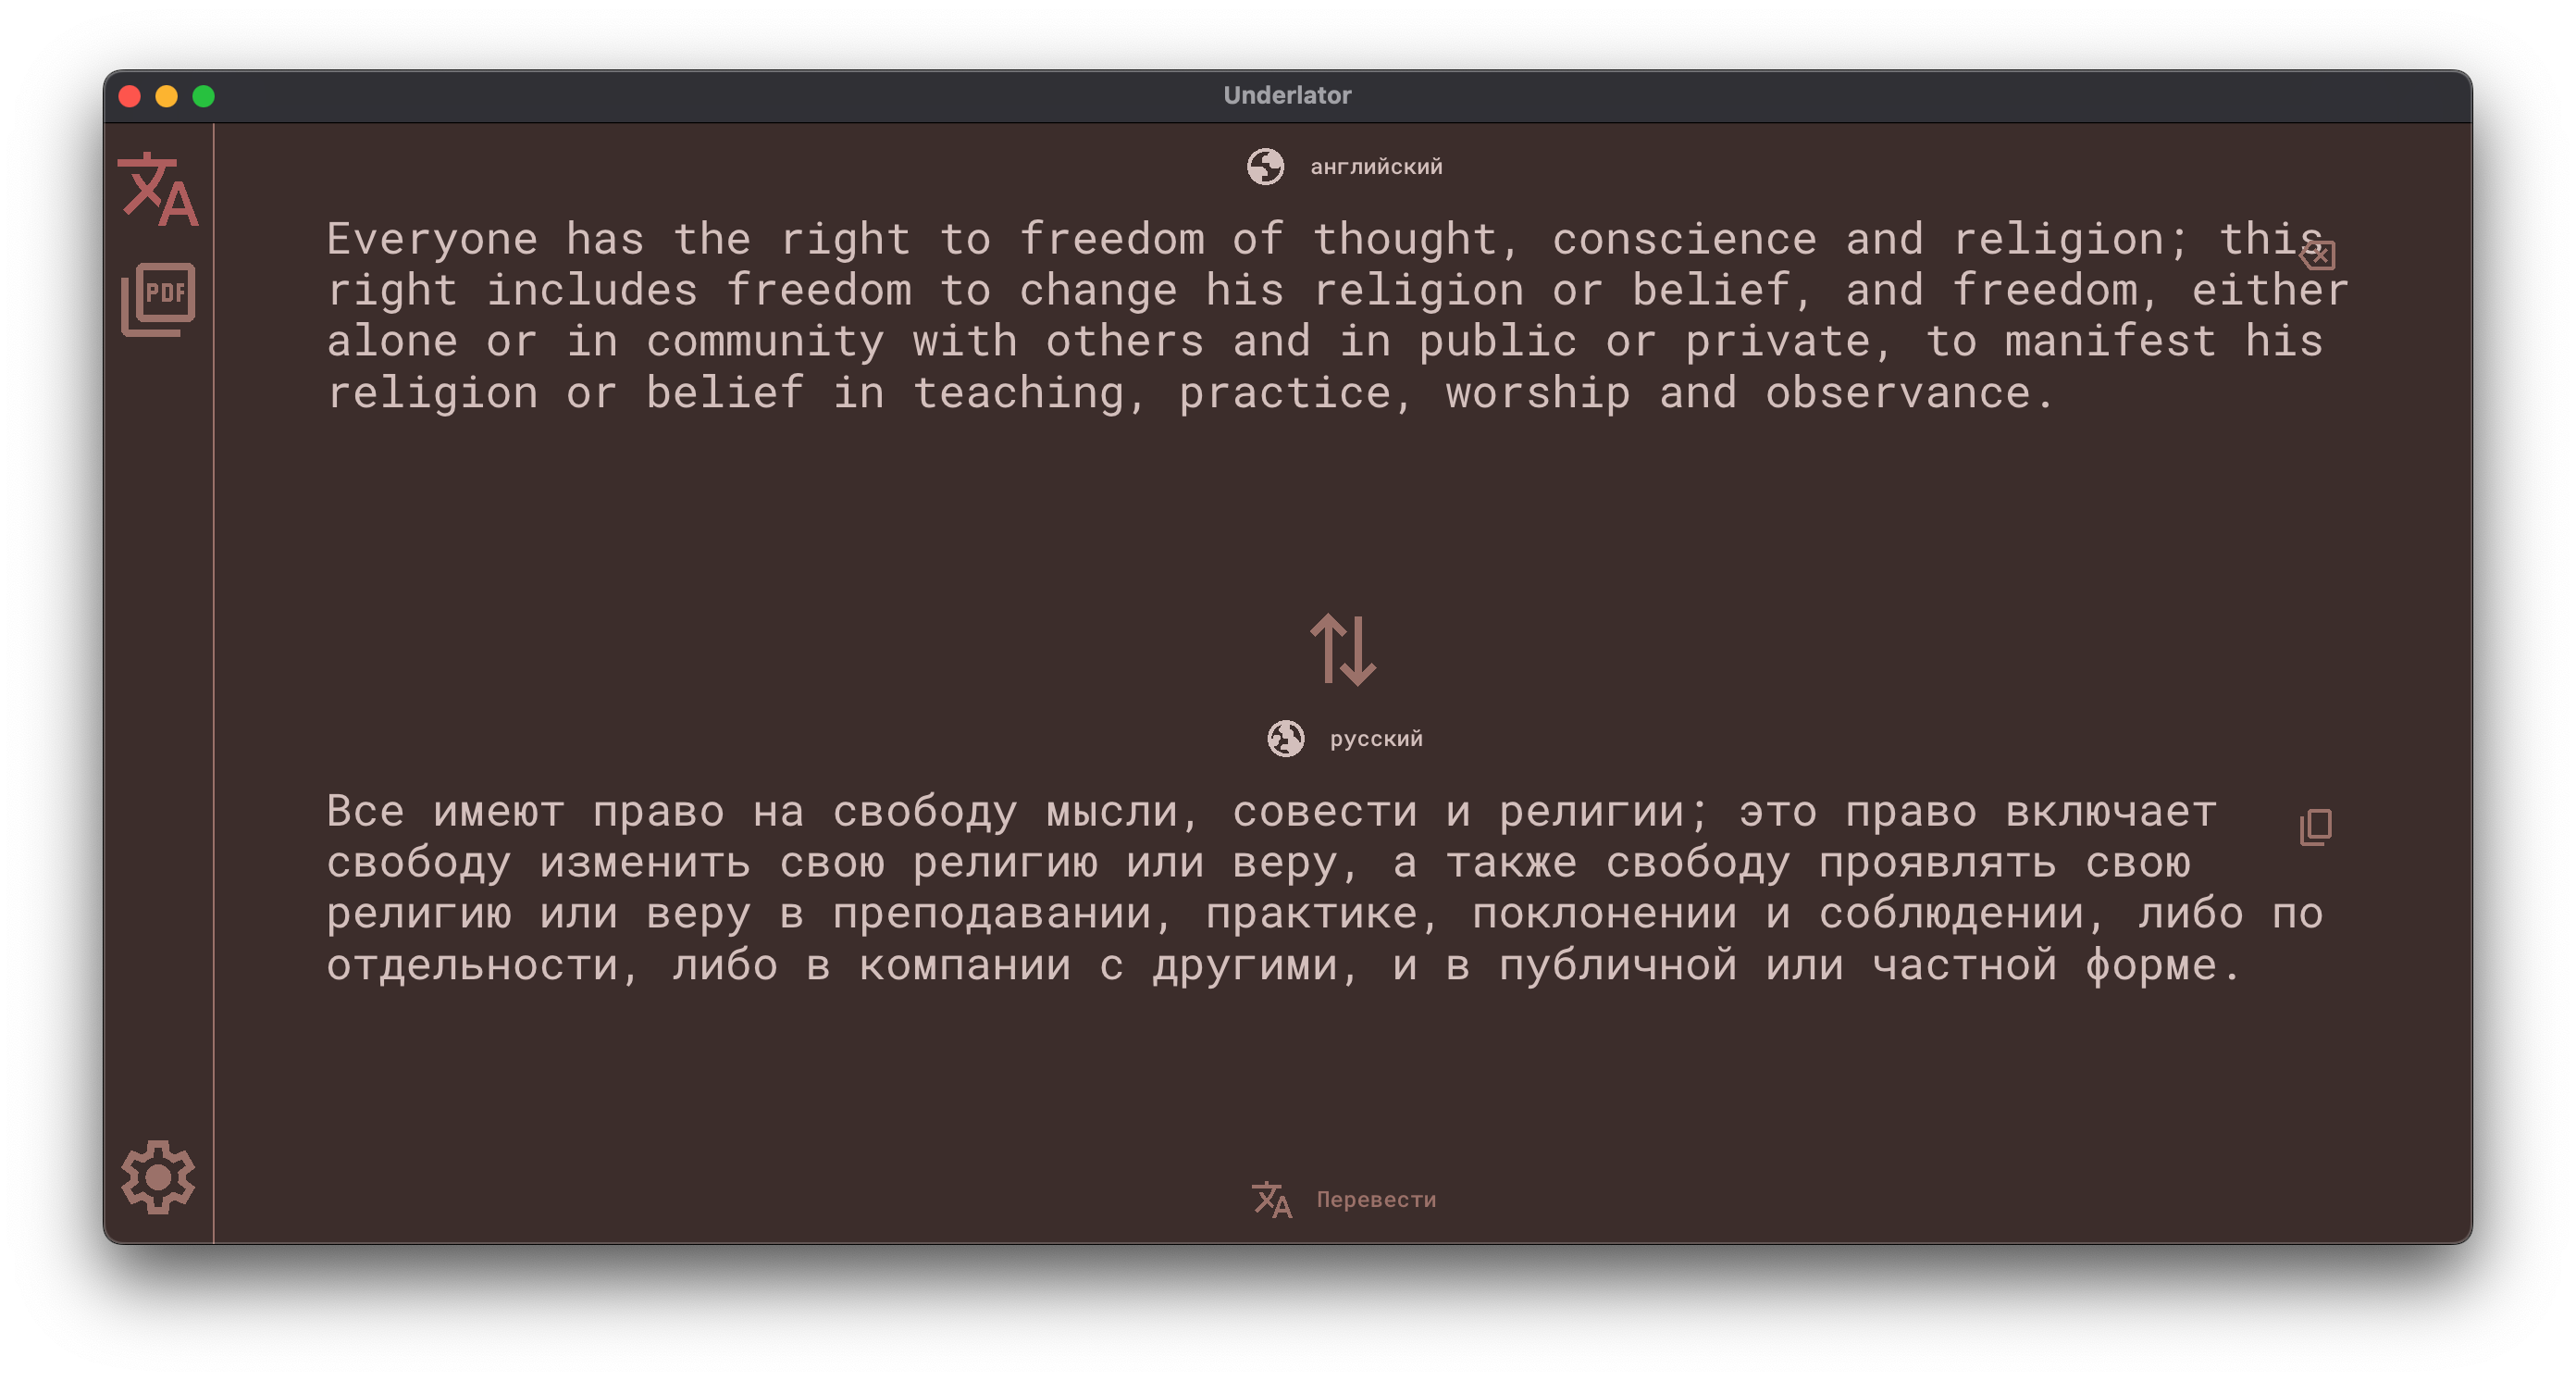 Underlator
английский
Everyone has the right to freedom of thought, conscience and religion; this
right includes freedom to change his religion or belief, and freedom, either
alone or in community with others and in public or private, to manifest his
religion or belief in teaching, practice, worship and observance.
PDF
русский
Все имеют право на свободу мысли, совести и религии; это право включает
свободу изменить свою религию или веру, а также свободу проявлять свою
религию или веру в преподавании, практике, поклонении и соблюдении, либо по
отдельности, либо в компании с другими, и в публичной или частной форме.
Перевести